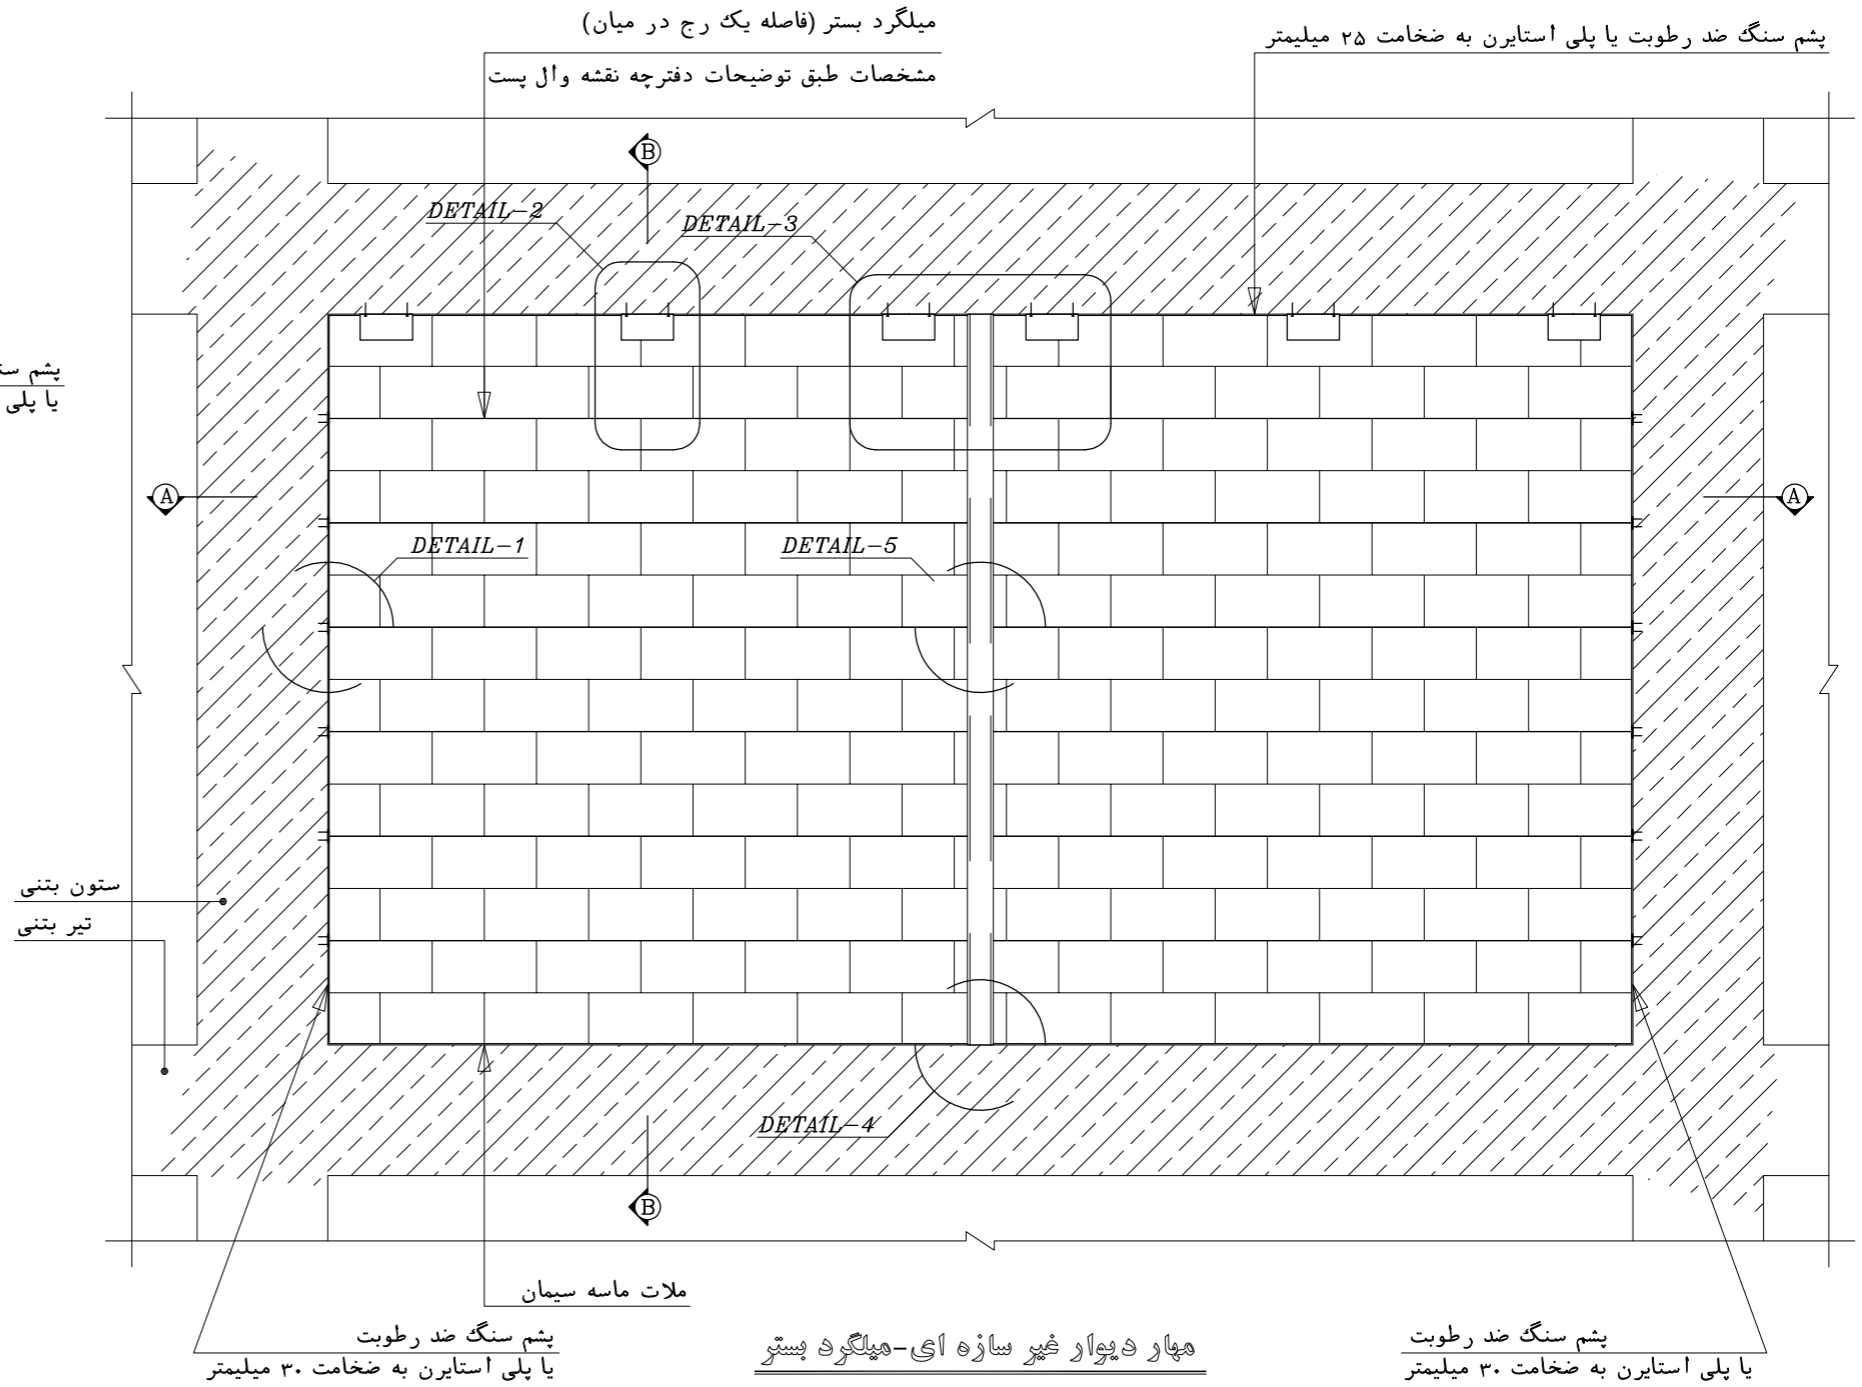 میلگرد بستر (فاصله یک رج در میان)
مشخصات طبق توضیحات دفترچه نقشه وال پست
پشم سنگ ضد رطوبت یا پلی استایرن به ضخامت ۲۵ میلیمتر
B
DETAIL-2
DETAIL-3
پشم
یا پلی
A
A
DETAIL-1
DETAIL-5
ستون بتنی
تیر بتنی
DETAIL-4
B
ملات ماسه سیمان
پشم سنگ ضد رطوبت
یا پلی استایرن به ضخامت ۳۰ میلیمتر
مهار دیوار غیر سازه ای-میلگرد بستر
پشم سنگ ضد رطوبت
یا پلی استایرن به ضخامت ۳۰ میلیمتر